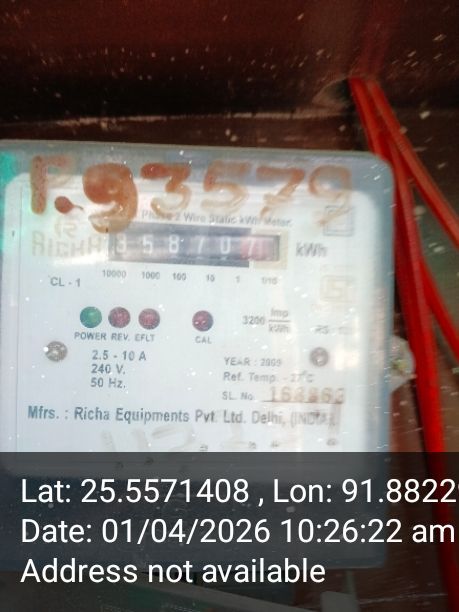 P.93579
Phase 2 Wire Static kWh Meter.
RICHA
358707
kWh
CL - 1
10000 1000 100 10 1 1/10
3200 Imp/kWh
POWER REV. EFLT CAL
2.5 - 10 A
240 V.
50 Hz.
YEAR : 2009
Ref. Temp. - 27°C
SL. No.
Mfrs. : Richa Equipments Pvt. Ltd. Delhi, (INDIA)
Lat: 25.5571408 , Lon: 91.8822
Date: 01/04/2026 10:26:22 am
Address not available